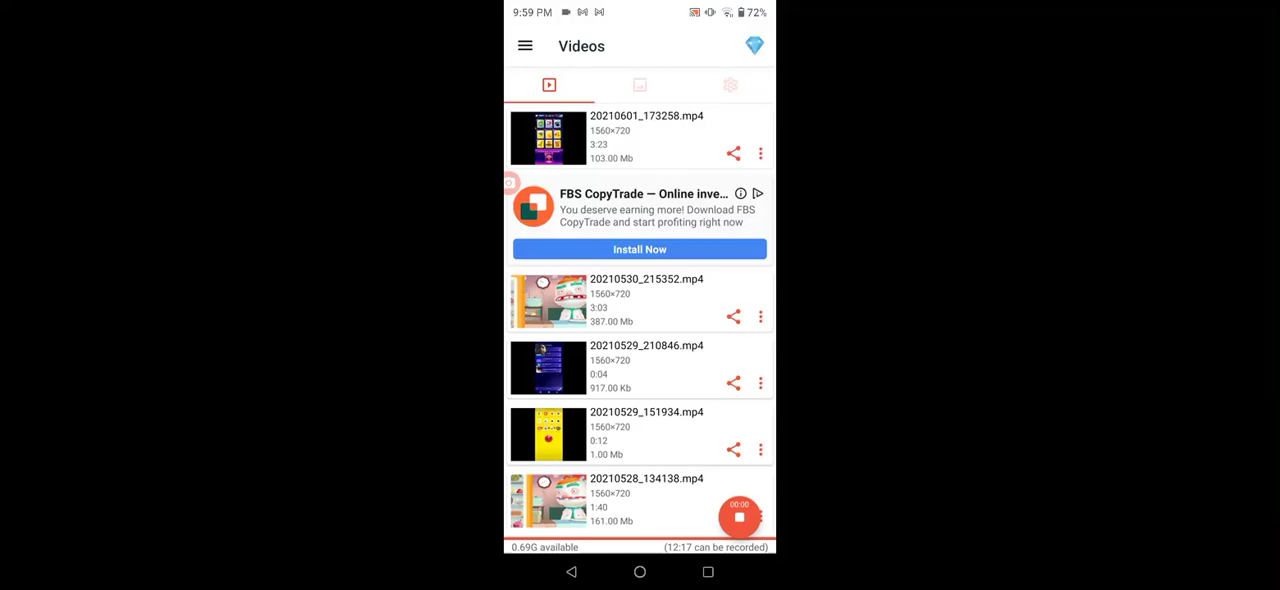 9:59 PM
72%
Videos
20210601_173258.mp4
1560×720
3:23
103.00 Mb
FBS CopyTrade — Online inve...
You deserve earning more! Download FBS
CopyTrade and start profiting right now
Install Now
20210530_215352.mp4
1560×720
3:03
387.00 Mb
20210529_210846.mp4
1560×720
0:04
917.00 Kb
20210529_151934.mp4
1560×720
0:12
1.00 Mb
20210528_134138.mp4
1560×720
1:40
161.00 Mb
00:00
0.69G available
(12:17 can be recorded)